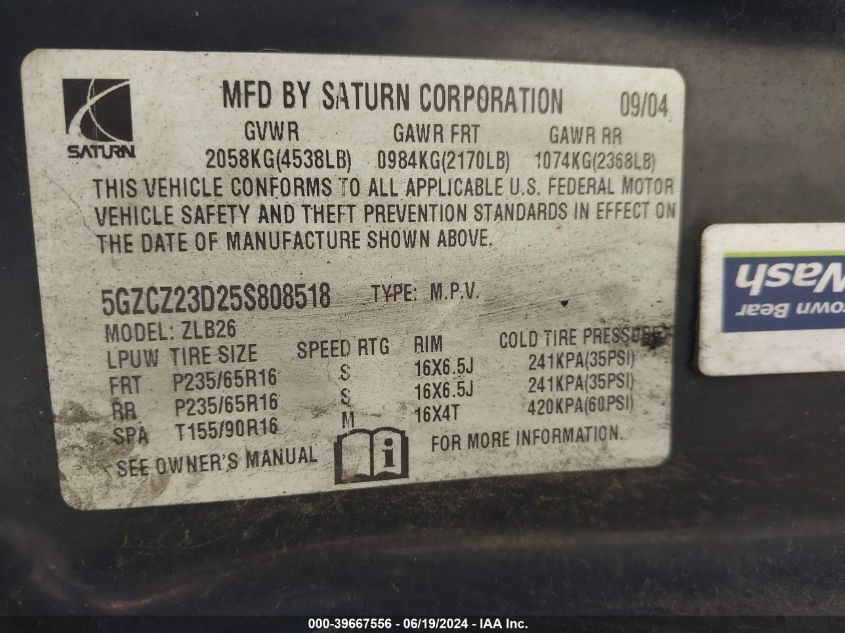 MFD BY SATURN CORPORATION 09/04
SATURN
GVWR GAWR FRT GAWR RR
2058KG(4538LB) 0984KG(2170LB) 1074KG(2368LB)
THIS VEHICLE CONFORMS TO ALL APPLICABLE U.S. FEDERAL MOTOR
VEHICLE SAFETY AND THEFT PREVENTION STANDARDS IN EFFECT ON
THE DATE OF MANUFACTURE SHOWN ABOVE.
5GZCZ23D25S808518 TYPE: M.P.V.
MODEL: ZLB26
LPUW TIRE SIZE SPEED RTG RIM COLD TIRE PRESSURE
FRT P235/65R16 S 16X6.5J 241KPA(35PSI)
RR P235/65R16 S 16X6.5J 241KPA(35PSI)
SPA T155/90R16 M 16X4T 420KPA(60PSI)
SEE OWNER'S MANUAL i FOR MORE INFORMATION.
rown Bear
Wash
000-39667556 - 06/19/2024 - IAA Inc.